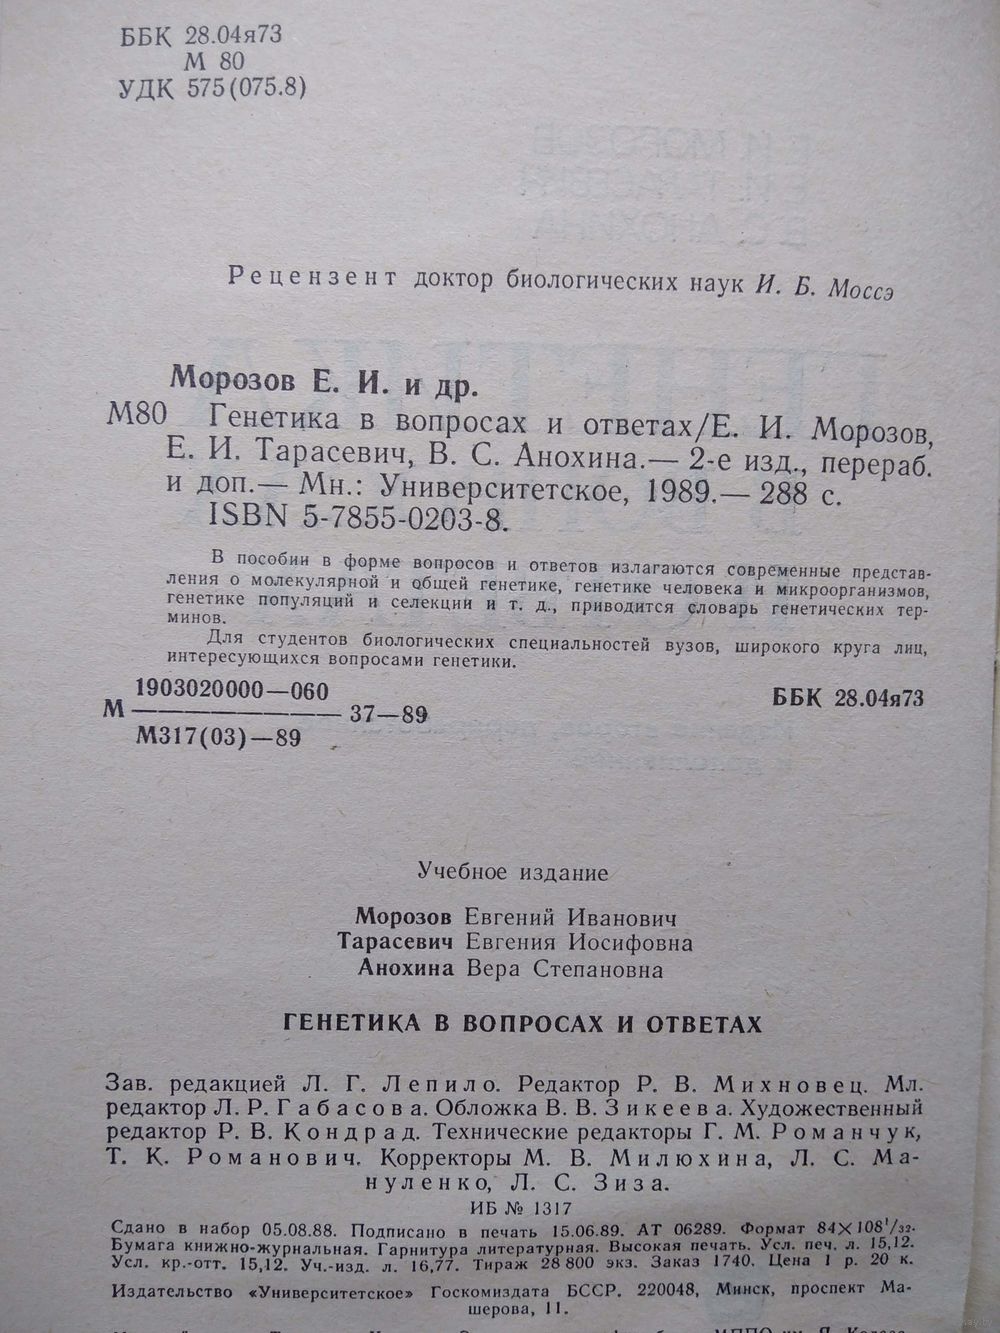 ББК 28.04я73
М 80
УДК 575(075.8)
Рецензент доктор биологических наук И. Б. Моссэ
Морозов Е. И. и др.
М80 Генетика в вопросах и ответах/Е. И. Морозов,
Е. И. Тарасевич, В. С. Анохина.— 2-е изд., перераб.
и доп.— Мн.: Университетское, 1989.— 288 с.
ISBN 5-7855-0203-8.
В пособии в форме вопросов и ответов излагаются современные представ-
ления о молекулярной и общей генетике, генетике человека и микроорганизмов,
генетике популяций и селекции и т. д., приводится словарь генетических тер-
минов.
Для студентов биологических специальностей вузов, широкого круга лиц,
интересующихся вопросами генетики.
1903020000—060
М ——————— 37—89
М317(03)—89
ББК 28.04я73
Учебное издание
Морозов Евгений Иванович
Тарасевич Евгения Иосифовна
Анохина Вера Степановна
ГЕНЕТИКА В ВОПРОСАХ И ОТВЕТАХ
Зав. редакцией Л. Г. Лепило. Редактор Р. В. Михновец. Мл.
редактор Л. Р. Габасова. Обложка В. В. Зикеева. Художественный
редактор Р. В. Кондрад. Технические редакторы Г. М. Романчук,
Т. К. Романович. Корректоры М. В. Милюхина, Л. С. Ма-
нуленко, Л. С. Зиза.
ИБ № 1317
Сдано в набор 05.08.88. Подписано в печать 15.06.89. АТ 06289. Формат 84×108¹/₃₂.
Бумага книжно-журнальная. Гарнитура литературная. Высокая печать. Усл. печ. л. 15,12.
Усл. кр.-отт. 15,12. Уч.-изд. л. 16,77. Тираж 28 800 экз. Заказ 1740. Цена 1 р. 20 к.
Издательство «Университетское» Госкомиздата БССР. 220048, Минск, проспект Ма-
шерова, 11.